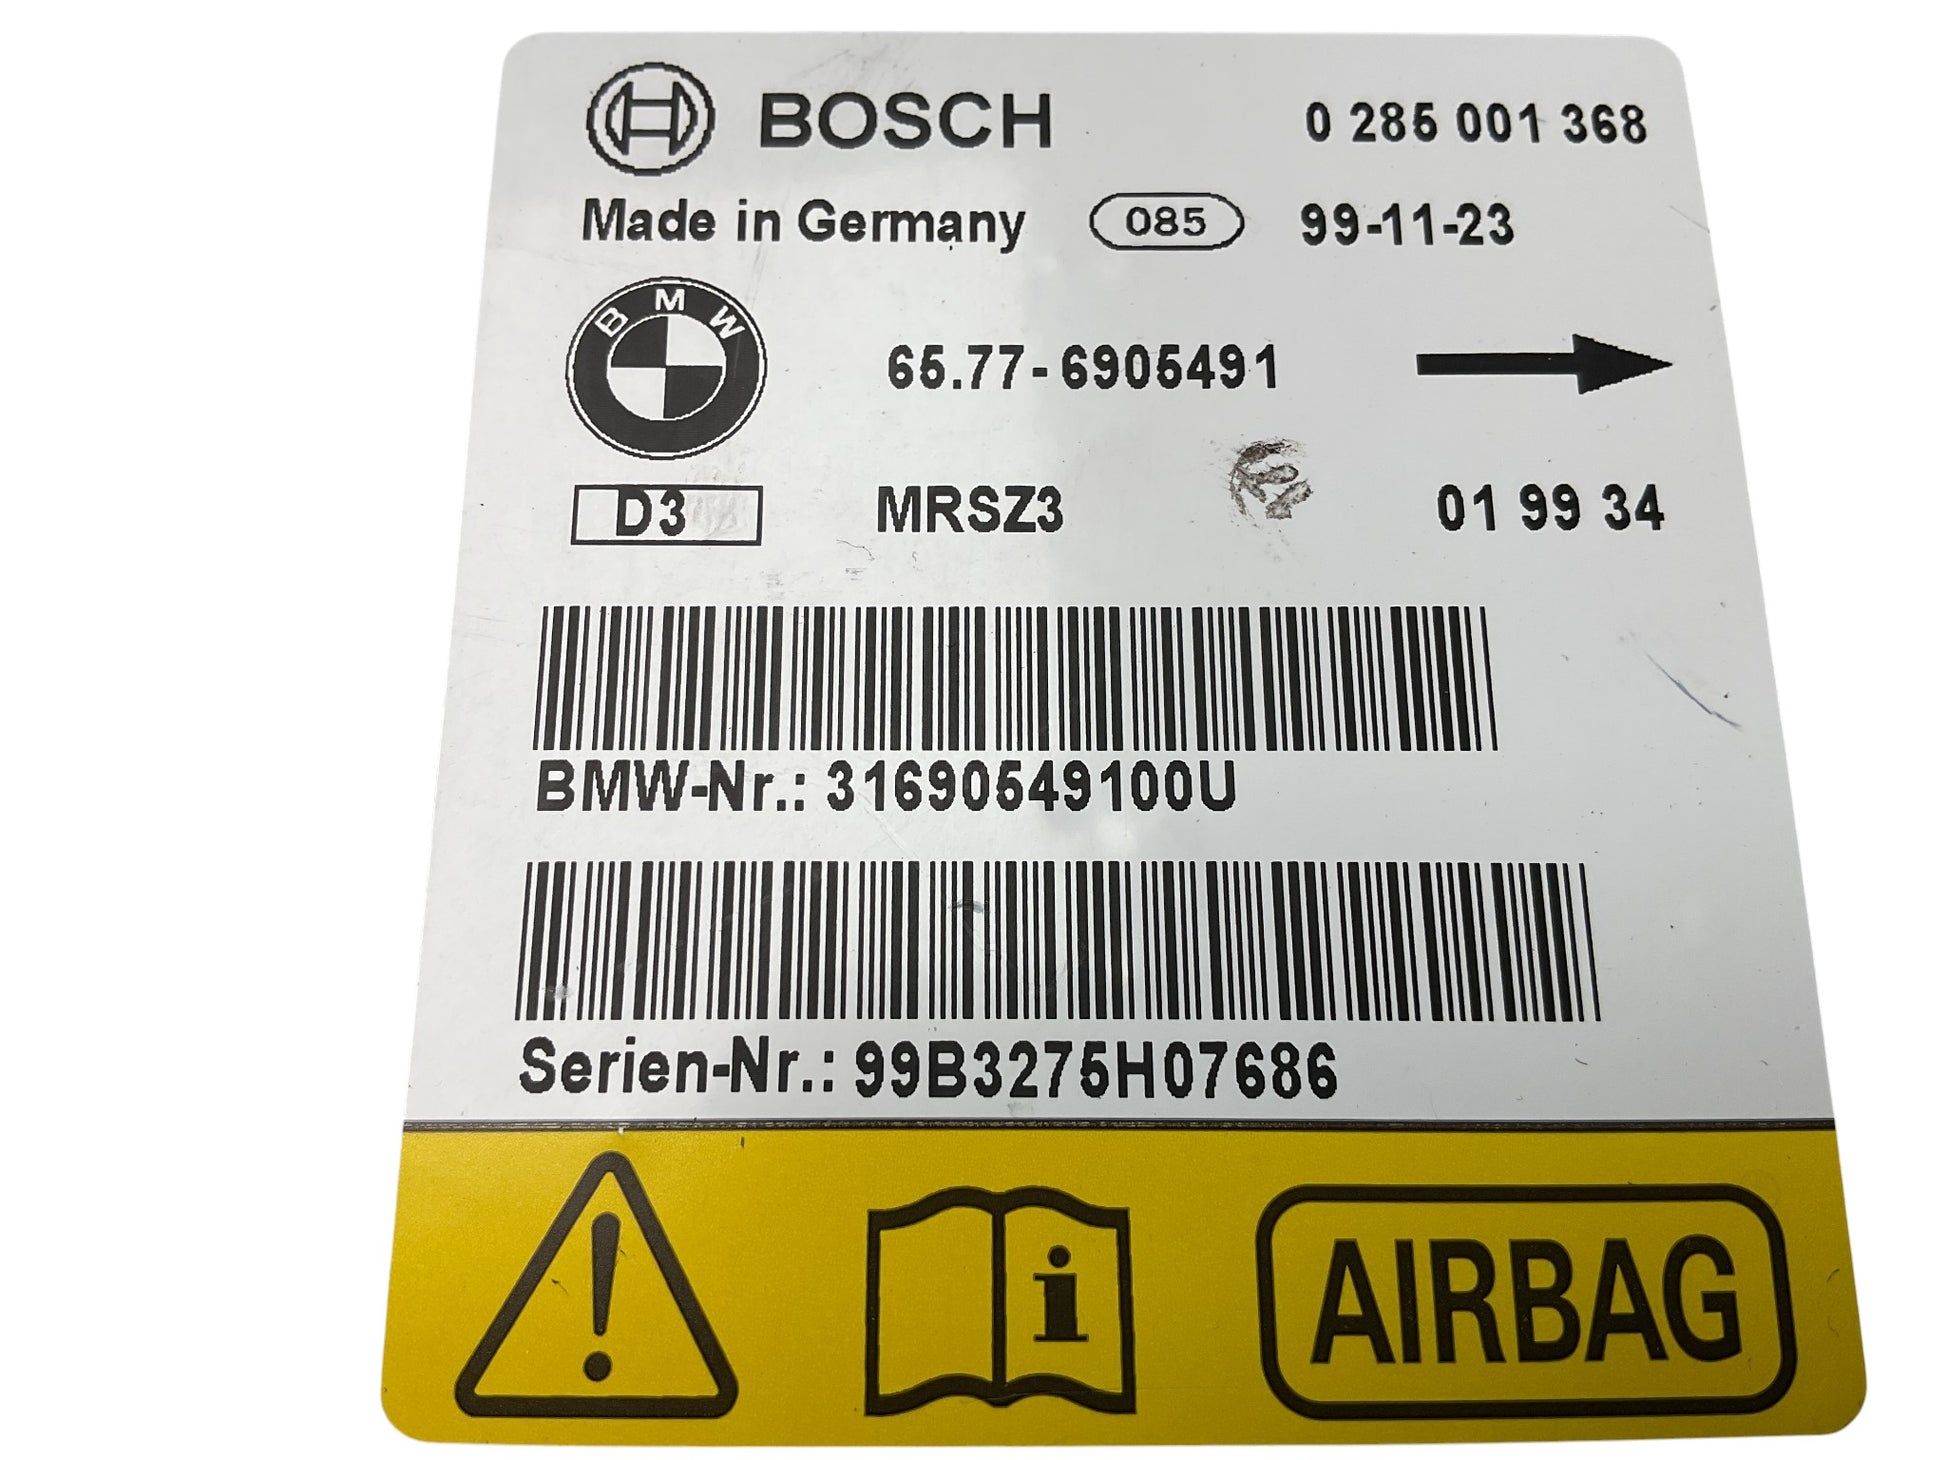 BOSCH 0 285 001 368
Made in Germany 085 99-11-23
BMW 65.77-6905491
D3 MRSZ3 01 99 34
BMW-Nr.: 31690549100U
Serien-Nr.: 99B3275H07686
i AIRBAG